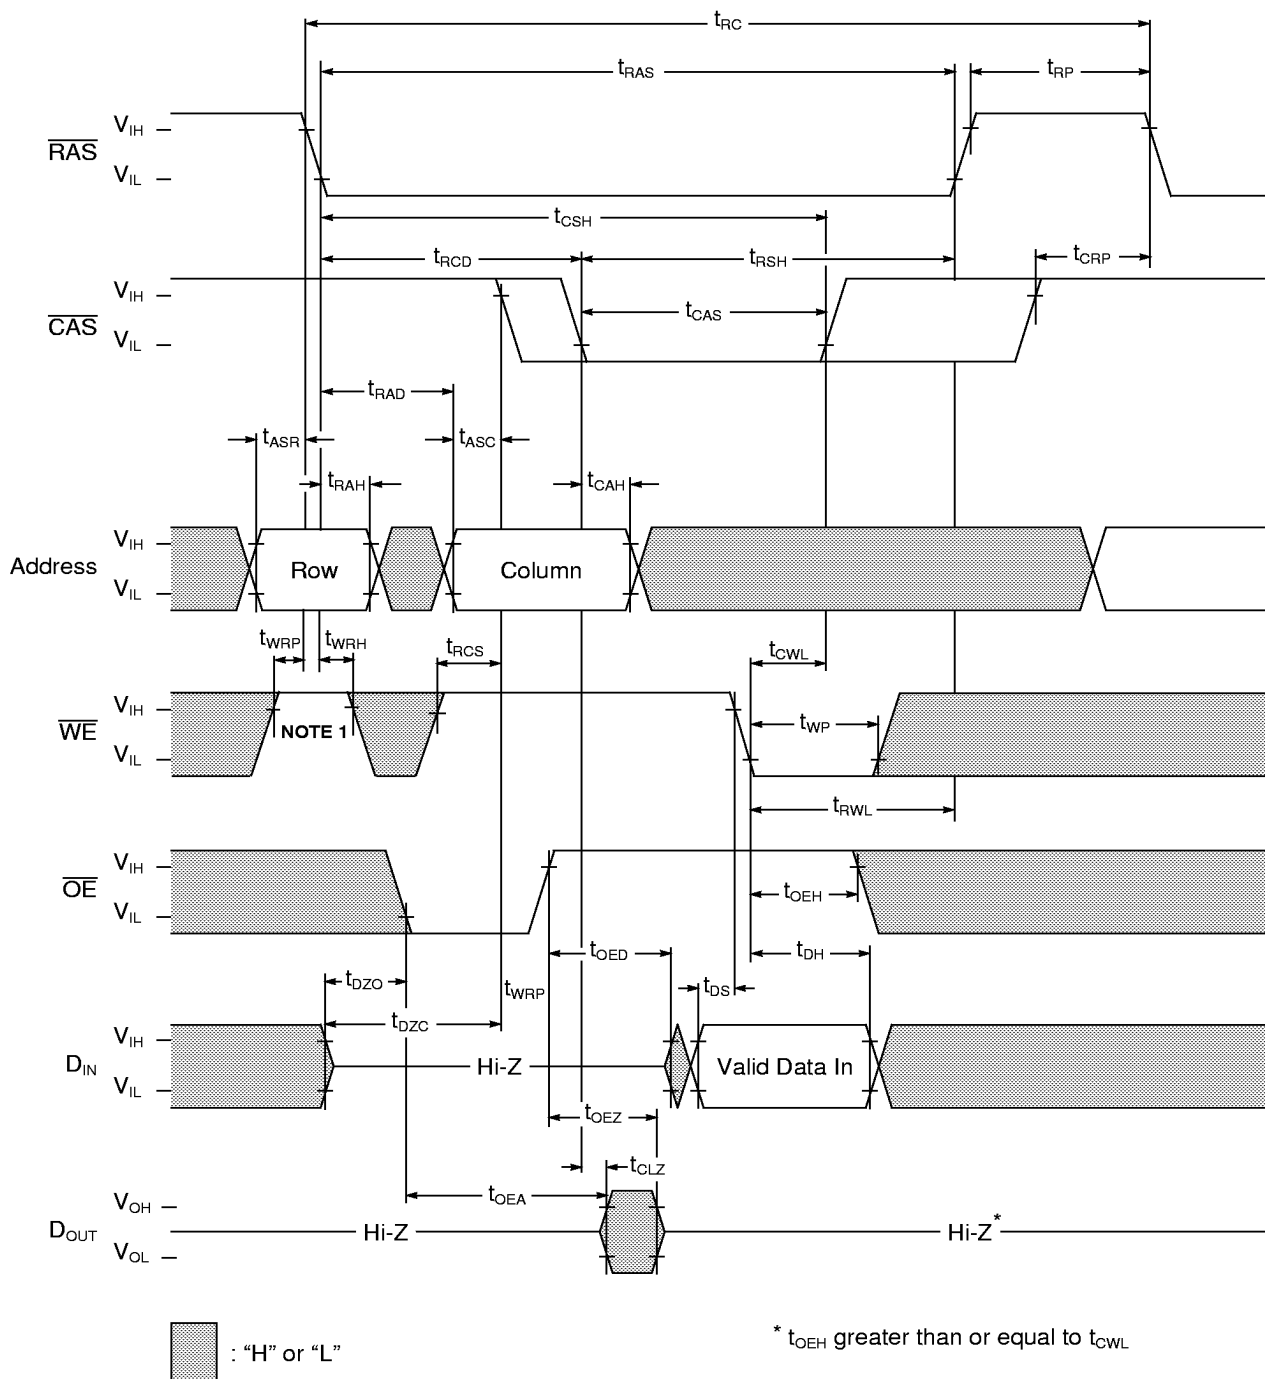 tRC
tRAS
tRP
RAS
VIH
VIL
tCSH
tRCD
tRSH
tCRP
CAS
VIH
VIL
tCAS
tRAD
tASR
tASC
tRAH
tCAH
Address
VIH
VIL
Row
Column
tWRP
tWRH
tRCS
tCWL
WE
VIH
VIL
NOTE 1
tWP
tRWL
OE
VIH
VIL
tOEH
tOED
tDH
tDZO
tWRP
tDS
tDZC
DIN
VIH
VIL
Hi-Z
Valid Data In
tOEZ
tCLZ
tOEA
DOUT
VOH
VOL
Hi-Z
Hi-Z*
: “H” or “L”
* tOEH greater than or equal to tCWL